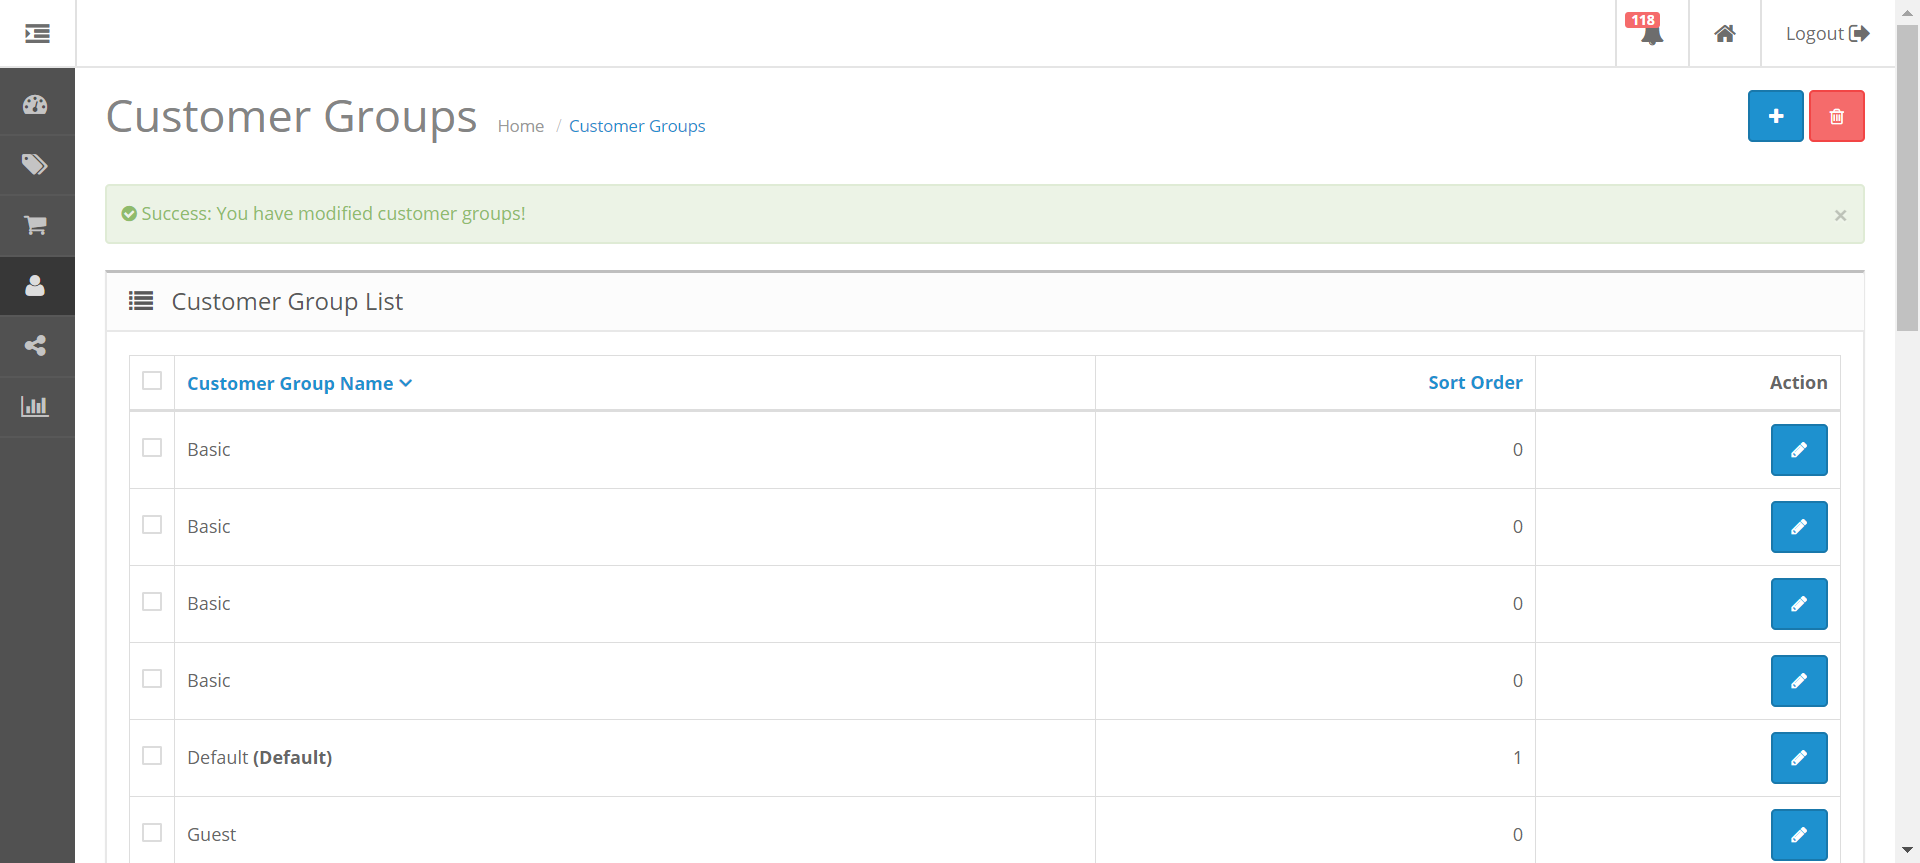 118
Logout
Customer Groups
Home / Customer Groups
Success: You have modified customer groups!
×
Customer Group List
Customer Group Name Sort Order Action
Basic 0
Basic 0
Basic 0
Basic 0
Default (Default) 1
Guest 0